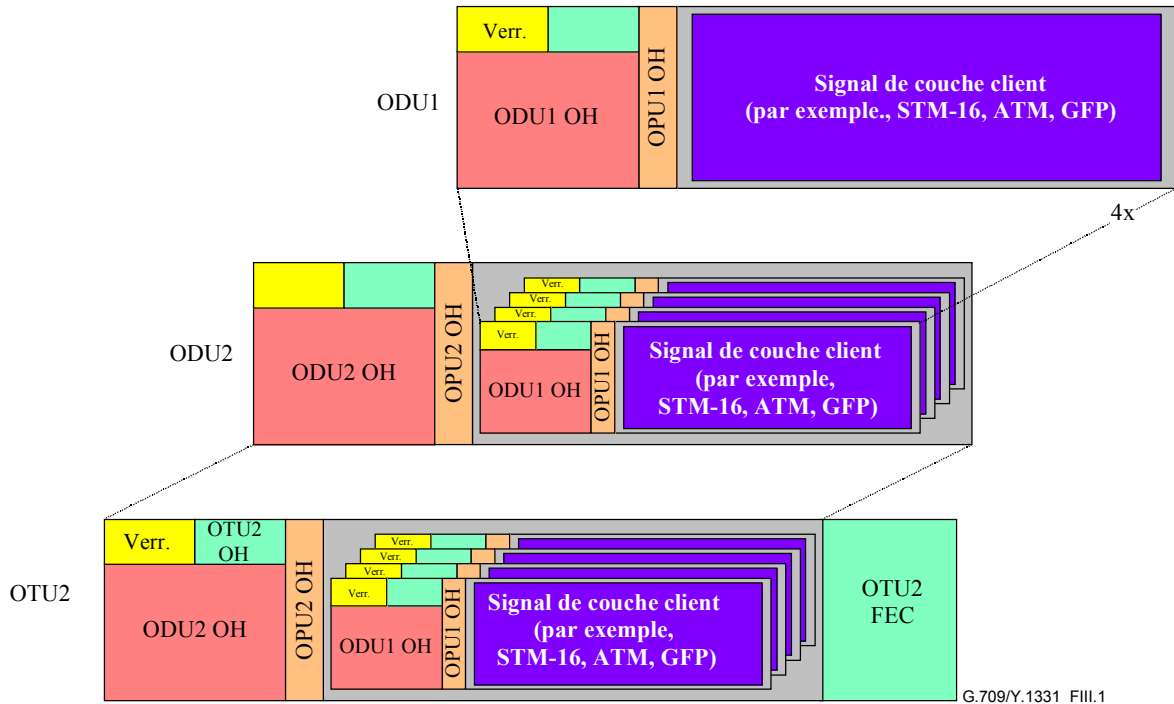 Verr.
ODU1
ODU1 OH
OPU1 OH
Signal de couche client
(par exemple., STM-16, ATM, GFP)
4x
ODU2
ODU2 OH
OPU2 OH
Verr.
Verr.
Verr.
Verr.
ODU1 OH
OPU1 OH
Signal de couche client
(par exemple,
STM-16, ATM, GFP)
OTU2
Verr.
OTU2
OH
ODU2 OH
OPU2 OH
Verr.
Verr.
Verr.
Verr.
ODU1 OH
OPU1 OH
Signal de couche client
(par exemple,
STM-16, ATM, GFP)
OTU2
FEC
G.709/Y.1331_FIII.1